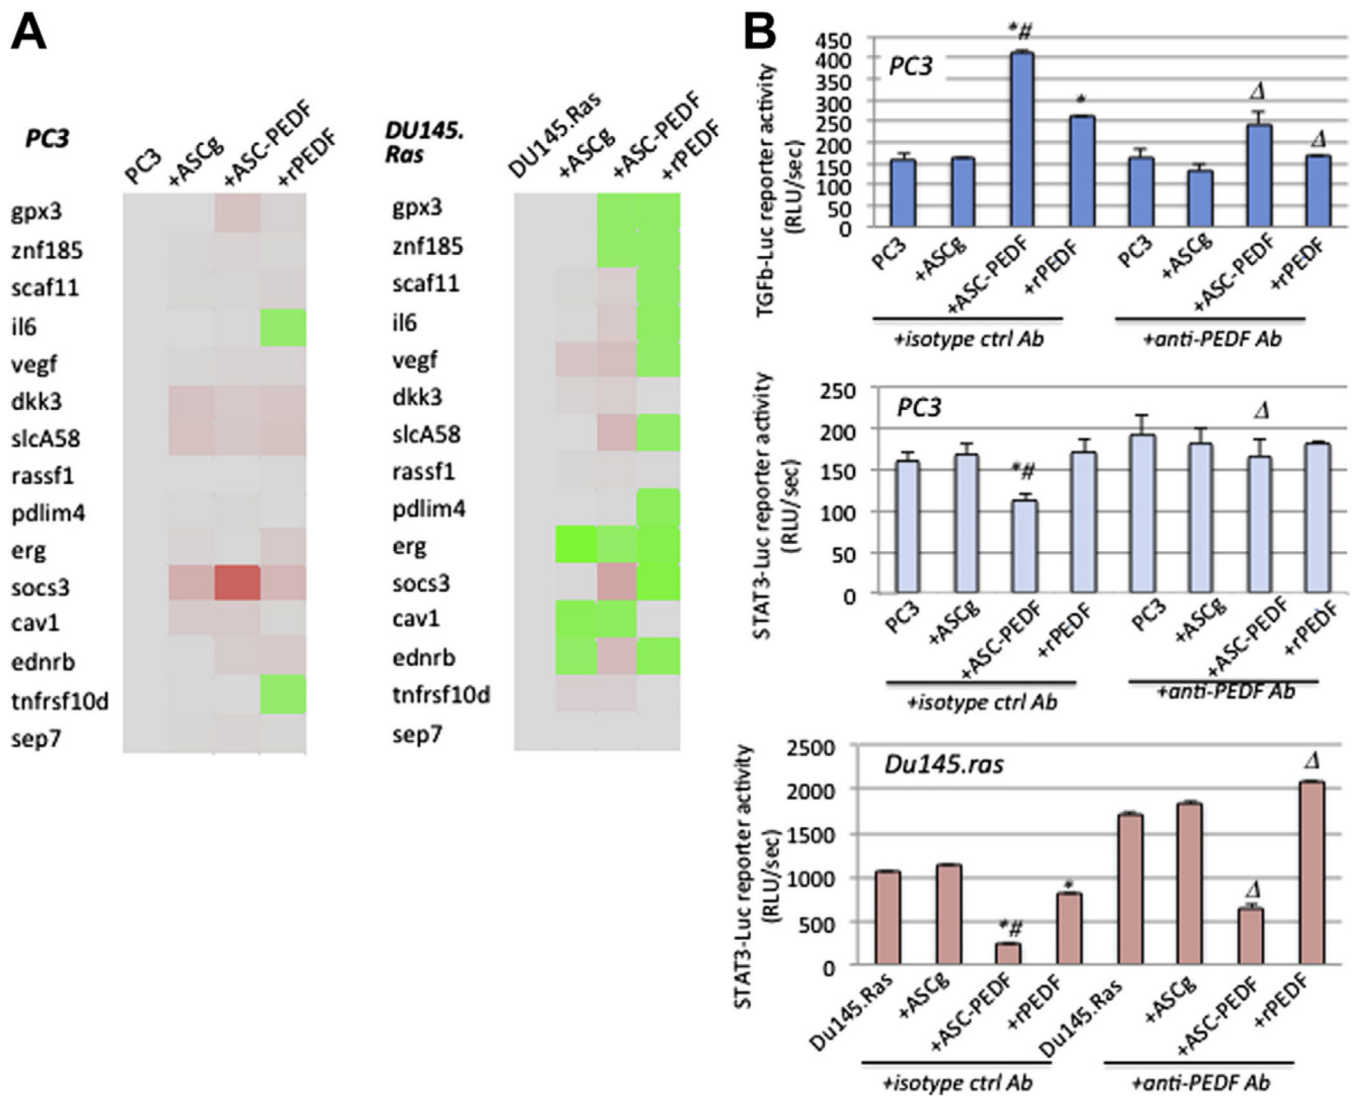 A
PC3
PC3
+ASCg
+ASC-PEDF
+rPEDF
gpx3
znf185
scaf11
il6
vegf
dkk3
slcA58
rassf1
pdlim4
erg
socs3
cav1
ednrb
tnfrsf10d
sep7
DU145.
Ras
DU145.Ras
+ASCg
+ASC-PEDF
+rPEDF
gpx3
znf185
scaf11
il6
vegf
dkk3
slcA58
rassf1
pdlim4
erg
socs3
cav1
ednrb
tnfrsf10d
sep7
B
TGFb-Luc reporter activity
(RLU/sec)
450
400
350
300
250
200
150
100
50
0
PC3
*#
*
Δ
Δ
PC3
+ASCg
+ASC-PEDF
+rPEDF
PC3
+ASCg
+ASC-PEDF
+rPEDF
+isotype ctrl Ab
+anti-PEDF Ab
STAT3-Luc reporter activity
(RLU/sec)
250
200
150
100
50
0
PC3
*#
Δ
PC3
+ASCg
+ASC-PEDF
+rPEDF
PC3
+ASCg
+ASC-PEDF
+rPEDF
+isotype ctrl Ab
+anti-PEDF Ab
STAT3-Luc reporter activity
(RLU/sec)
2500
2000
1500
1000
500
0
Du145.ras
*#
*
Δ
Δ
Du145.Ras
+ASCg
+ASC-PEDF
+rPEDF
Du145.Ras
+ASCg
+ASC-PEDF
+rPEDF
+isotype ctrl Ab
+anti-PEDF Ab